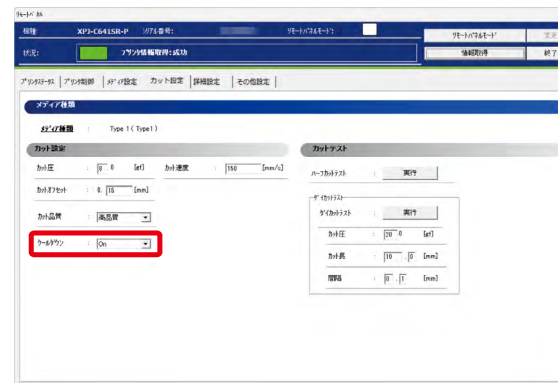 ﾘﾓｰﾄﾊﾟﾈﾙ
機種: XPJ-C641SR-P ｼﾘｱﾙ番号: ﾘﾓｰﾄﾊﾟﾈﾙﾓｰﾄﾞ: ﾘﾓｰﾄﾊﾟﾈﾙﾓｰﾄﾞ 変更
状況: ﾌﾟﾘﾝﾀ情報取得:成功 情報取得 終了
ﾌﾟﾘﾝﾀｽﾃｰﾀｽ ﾌﾟﾘﾝﾀ制御 ﾒﾃﾞｨｱ設定 カット設定 詳細設定 その他設定
メディア種類
ﾒﾃﾞｨｱ種類 : Type 1 ( Type1 )
カット設定 カットテスト
ｶｯﾄ圧 : 8 0 [gf] ｶｯﾄ速度 : 150 [mm/s] ﾊｰﾌｶｯﾄﾃｽﾄ : 実行
ｶｯﾄｵﾌｾｯﾄ : 0. 15 [mm] ﾀﾞｲｶｯﾄﾃｽﾄ
ｶｯﾄ品質 : 高品質 ﾀﾞｲｶｯﾄﾃｽﾄ : 実行
ｸｰﾙﾀﾞｳﾝ : On ｶｯﾄ圧 : 20 0 [gf]
ｶｯﾄ長 : 10 . 0 [mm]
間隔 : 0 . 1 [mm]